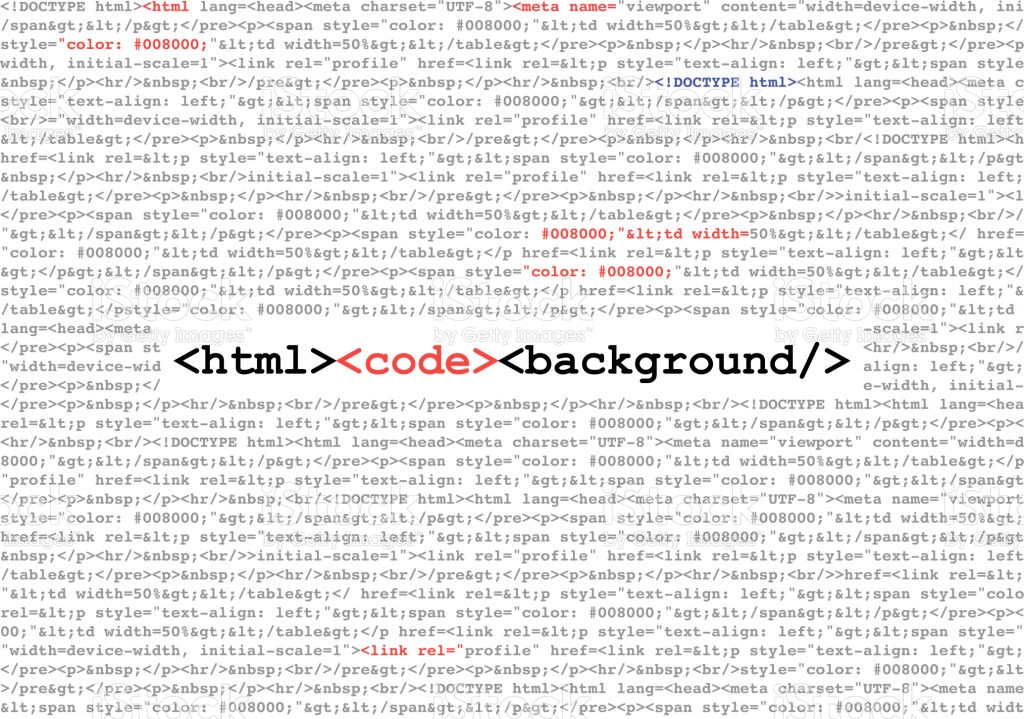 <!DOCTYPE html><html lang=<head><meta charset="UTF-8"><meta name="viewport" content="width=device-width, ini
/span&gt;&lt;/p&gt;</pre><p><span style="color: #008000;"&lt;td width=50%&gt;&lt;/table&gt;</pre><p><span
style="color: #008000;"&lt;td width=50%&gt;&lt;/table&gt;</pre><p>&nbsp;</p><hr/>&nbsp;<br/>/pre&gt;</pre><p
width, initial-scale=1"><link rel="profile" href=<link rel=&lt;p style="text-align: left;"&gt;&lt;/p&gt;</
&nbsp;</p><hr/>&nbsp;<br/>/pre&gt;</pre><p>&nbsp;</p><hr/>&nbsp;<br/><!DOCTYPE html><html lang=<head><meta c
style="text-align: left;"&gt;&lt;span style="color: #008000;"&gt;&lt;/span&gt;&lt;/p&gt;</pre><p><span style
<br/>="width=device-width, initial-scale=1"><link rel="profile" href=<link rel=&lt;p style="text-align: left;
&lt;/table&gt;</pre><p>&nbsp;</p></hr/>&nbsp;<br/>/pre&gt;</pre><p>&nbsp;</p><hr/>&nbsp;<br/<!DOCTYPE html><h
href=<link rel=&lt;p style="text-align: left;"&gt;&lt;span style="color: #008000;"&gt;&lt;/span&gt;&lt;/p&gt
&nbsp;</p></hr/>&nbsp;<br/>initial-scale=1"><link rel="profile" href=<link rel=&lt;p style="text-align: left;
/table&gt;</pre><p>&nbsp;</p><hr/>&nbsp;<br/>/pre&gt;</pre><p>&nbsp;</p><hr/>&nbsp;<br/>>initial-scale=1"><l
</pre><p><span style="color: #008000;"&lt;td width=50%&gt;&lt;/table&gt;</pre><p>&nbsp;</p><hr/>&nbsp;<br/>/
"&gt;&lt;/span&gt;&lt;/p&gt;</pre><p><span style="color: #008000;"&lt;td width=50%&gt;&lt;/table&gt;</ href=
"color: #008000;"&lt;td width=50%&gt;&lt;/table&gt;</p href=<link rel=&lt;p style="text-align: left;"&gt;&lt
&gt;</p&gt;&lt;/span&gt;&lt;/p&gt;</pre><p><span style="color: #008000;"&lt;td width=50%&gt;&lt;/table&gt;</
style="color: #008000;"&lt;td width=50%&gt;&lt;/table&gt;</p href=<link rel=&lt;p style="text-align: left;"&
/table&gt;</pstyle="color: #008000;"&gt;&lt;/span&gt;&lt;/p&gt;</pre><p><span style="color: #008000;"&lt;td
lang=<head><meta -scale=1"><link r
</pre><p><span st <hr/>&nbsp;<br/>
<html><code><background/>
"width=device-wid align: left;"&gt;
>&nbsp;</p><hr/>&nbsp;</ e-width, initial-
</pre><p>&nbsp;</p><hr/>&nbsp;<br/>/pre&gt;</pre><p>&nbsp;</p><hr/>&nbsp;<br/><!DOCTYPE html><html lang=<hea
rel=&lt;p style="text-align: left;"&gt;&lt;span style="color: #008000;"&gt;&lt;/span&gt;&lt;/p&gt;</pre><p><
<hr/>&nbsp;<br/><!DOCTYPE html><html lang=<head><meta charset="UTF-8"><meta name="viewport" content="width=d
8000;"&gt;&lt;/span&gt;&lt;/p&gt;</pre><p><span style="color: #008000;"&lt;td width=50%&gt;&lt;/table&gt;</p
"profile" href=<link rel=&lt;p style="text-align: left;"&gt;&lt;span style="color: #008000;"&gt;&lt;/span&gt
</pre><p>&nbsp;</p><hr/>&nbsp;<br/<!DOCTYPE html><html lang=<head><meta charset="UTF-8"><meta name="viewport
style="color: #008000;"&gt;&lt;/span&gt;&lt;/p&gt;</pre><p><span style="color: #008000;"&lt;td width=50%&gt;
href=<link rel=&lt;p style="text-align: left;"&gt;&lt;span style="color: #008000;"&gt;&lt;/span&gt;&lt;/p&gt
&nbsp;</p><hr/>&nbsp;<br/>>initial-scale=1"><link rel="profile" href=<link rel=&lt;p style="text-align: left
/table&gt;</pre><p>&nbsp;</p></hr/>&nbsp;<br/>/pre&gt;</pre><p>&nbsp;</p><hr/>&nbsp;<br/>>href=<link rel=&lt;
"&lt;td width=50%&gt;&lt;/table&gt;</ href=<link rel=&lt;p style="text-align: left;"&gt;&lt;span style="colo
rel=&lt;p style="text-align: left;"&gt;&lt;span style="color: #008000;"&gt;&lt;/span&gt;&lt;/p&gt;</pre><p><
00;"&lt;td width=50%&gt;&lt;/table&gt;</p href=<link rel=&lt;p style="text-align: left;"&gt;&lt;span style="
"width=device-width, initial-scale=1"><link rel="profile" href=<link rel=&lt;p style="text-align: left;"&gt;
</pre><p>&nbsp;</p><hr/>&nbsp;<br/>/pre&gt;</pre><p>&nbsp;</p><hr/>&nbsp;<br/>style="color: #008000;"&gt;&lt
>/pre&gt;</pre><p>&nbsp;</p><hr/>&nbsp;<br/><!DOCTYPE html><html lang=<head><meta charset="UTF-8"><meta name
&lt;span style="color: #008000;"&gt;&lt;/span&gt;&lt;/p&gt;</pre><p><span style="color: #008000;"&lt;td widt
iStock
by Getty Images™